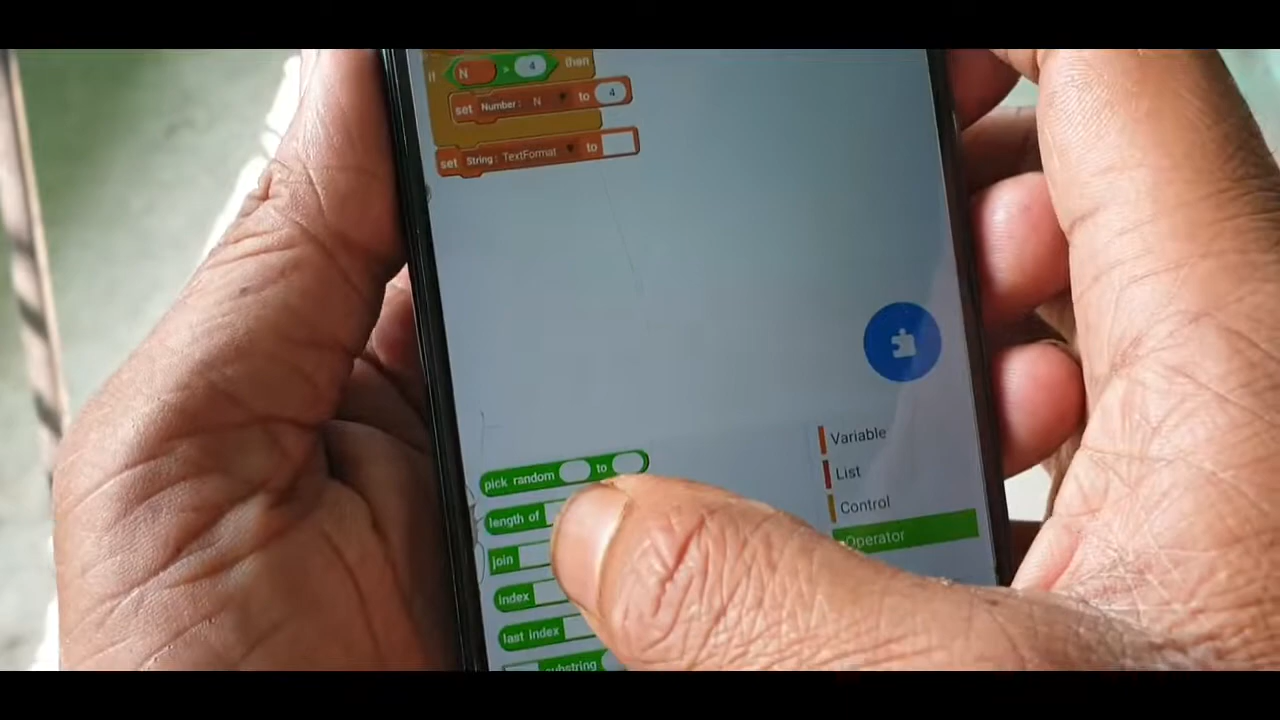 if N > 4 then
set Number: N to 4
set String: TextFormat to
pick random to
length of
join
index
last index
substring
Variable
List
Control
Operator